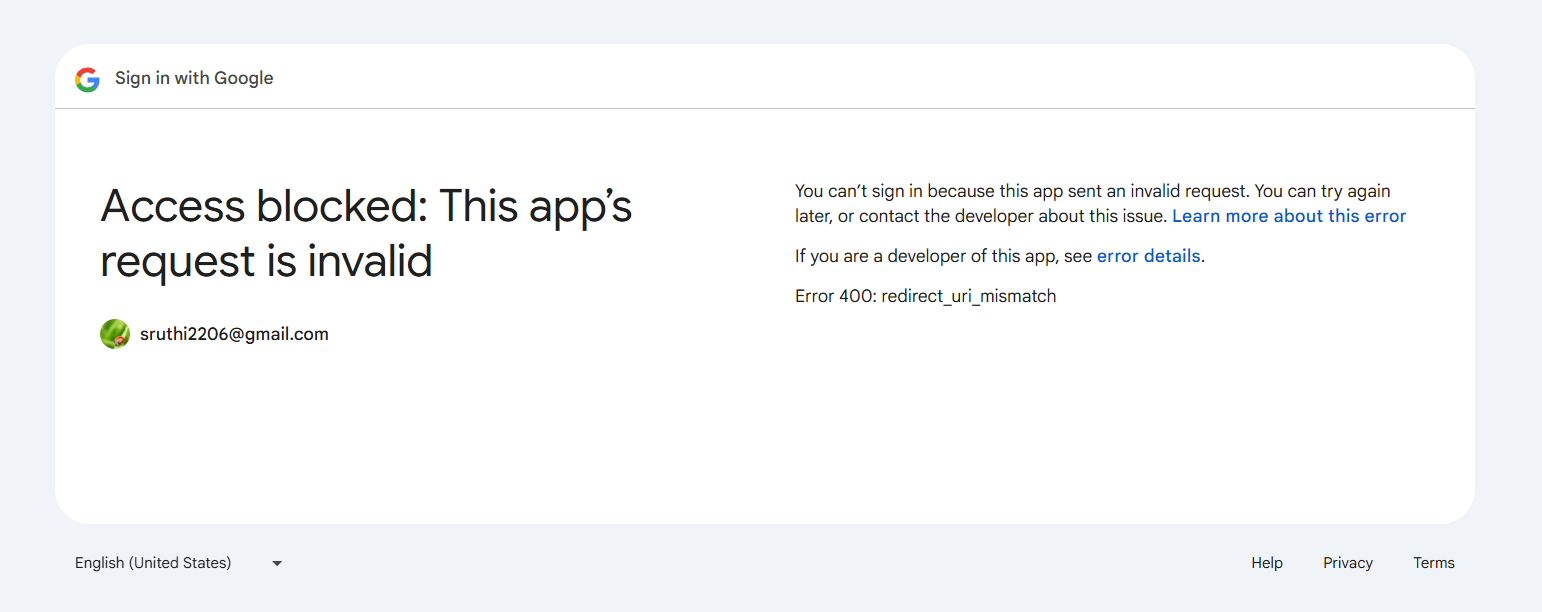 Sign in with Google
Access blocked: This app’s
request is invalid
sruthi2206@gmail.com
You can’t sign in because this app sent an invalid request. You can try again
later, or contact the developer about this issue. Learn more about this error
If you are a developer of this app, see error details.
Error 400: redirect_uri_mismatch
English (United States)
Help
Privacy
Terms